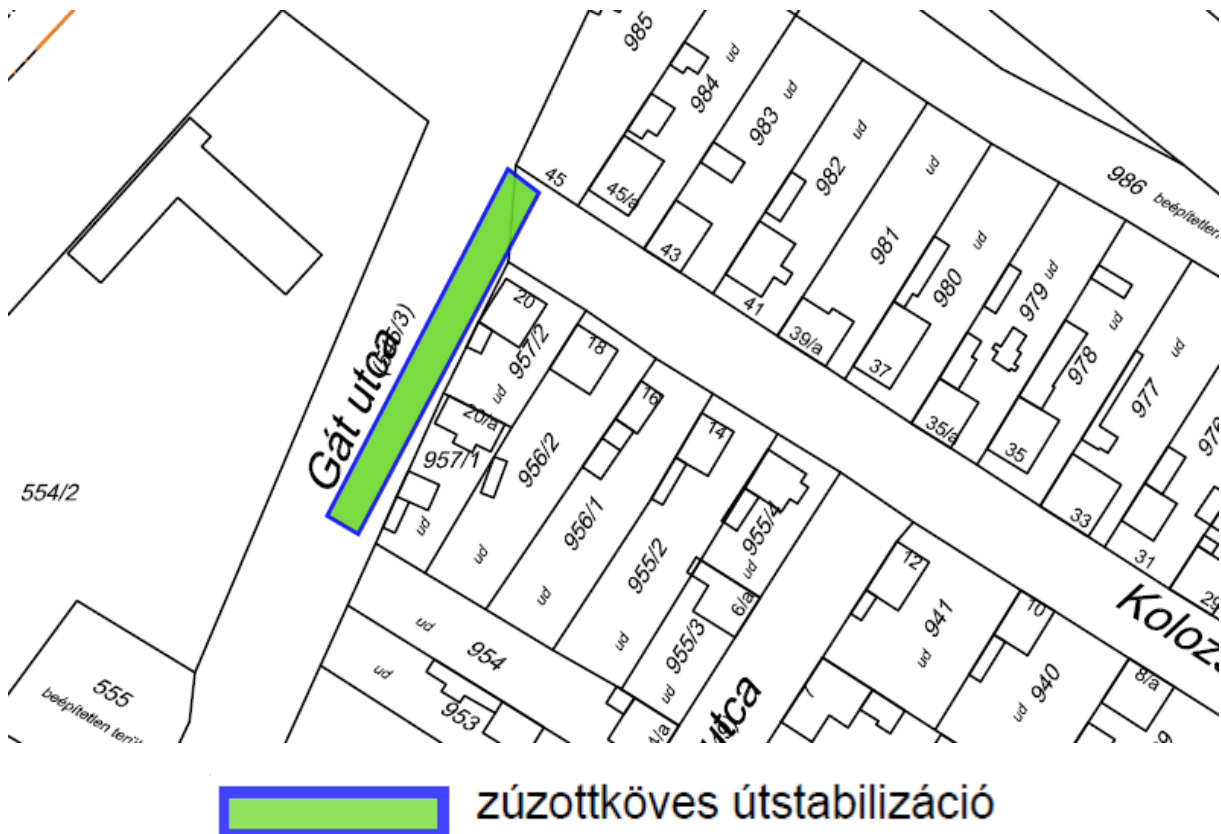 985
ud
984
ud
983
ud
982
ud
981
ud
980
ud
979
ud
978
ud
977
976
986
beépítetlen
45
45/a
43
41
39/a
37
35/a
35
33
31
29
Gát utca
20
957/2
ud
20/a
957/1
ud
18
956/2
ud
16
956/1
ud
14
955/2
ud
955/4
ud
6/a
955/3
ud
12
941
ud
10
940
ud
8/a
Kolozs
utca
554/2
555
beépítetlen terül
ud
954
ud
953
zúzottköves útstabilizáció